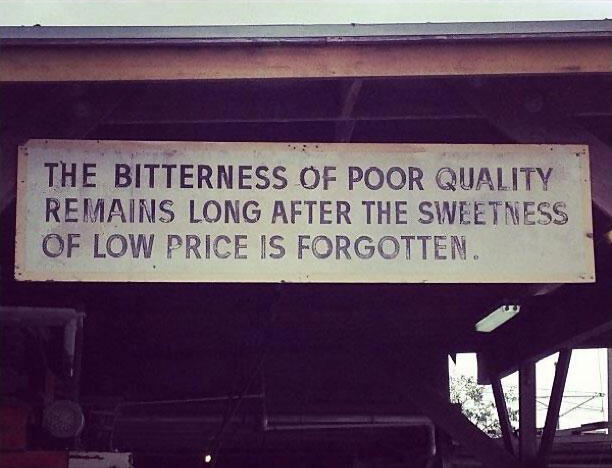 THE BITTERNESS OF POOR QUALITY
REMAINS LONG AFTER THE SWEETNESS
OF LOW PRICE IS FORGOTTEN.